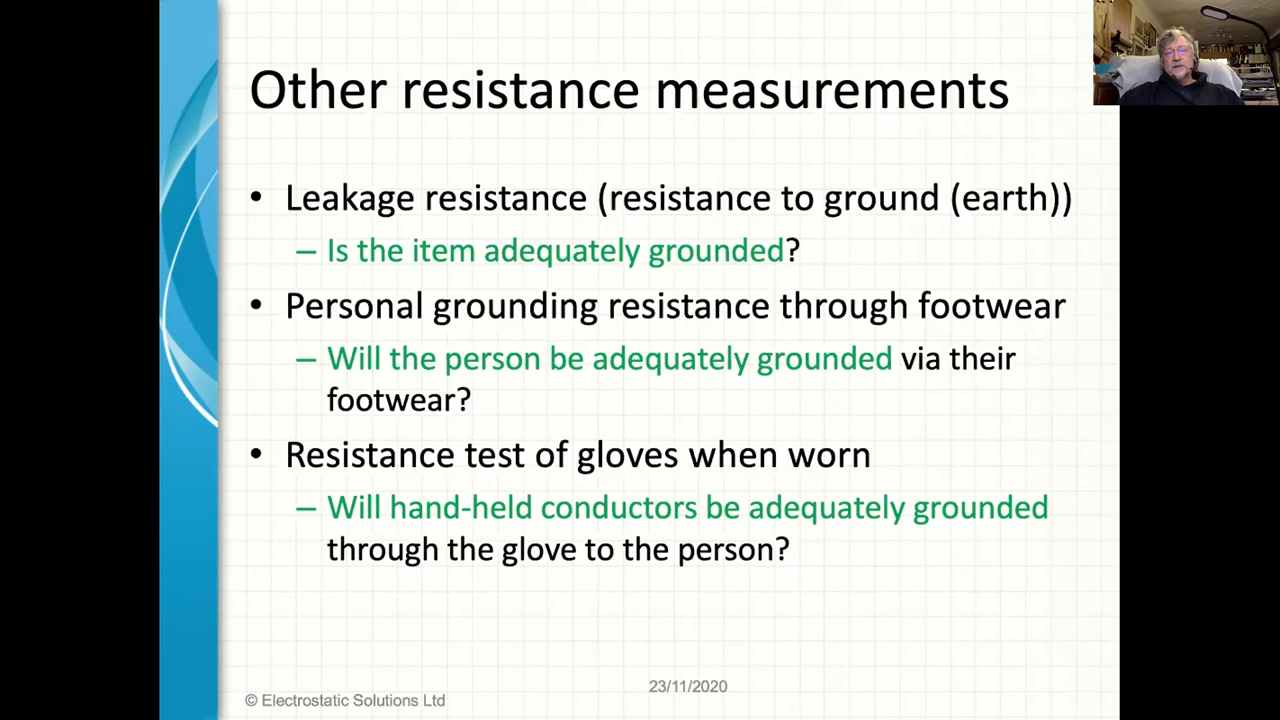 Other resistance measurements
• Leakage resistance (resistance to ground (earth))
– Is the item adequately grounded?
• Personal grounding resistance through footwear
– Will the person be adequately grounded via their
footwear?
• Resistance test of gloves when worn
– Will hand-held conductors be adequately grounded
through the glove to the person?
23/11/2020
© Electrostatic Solutions Ltd